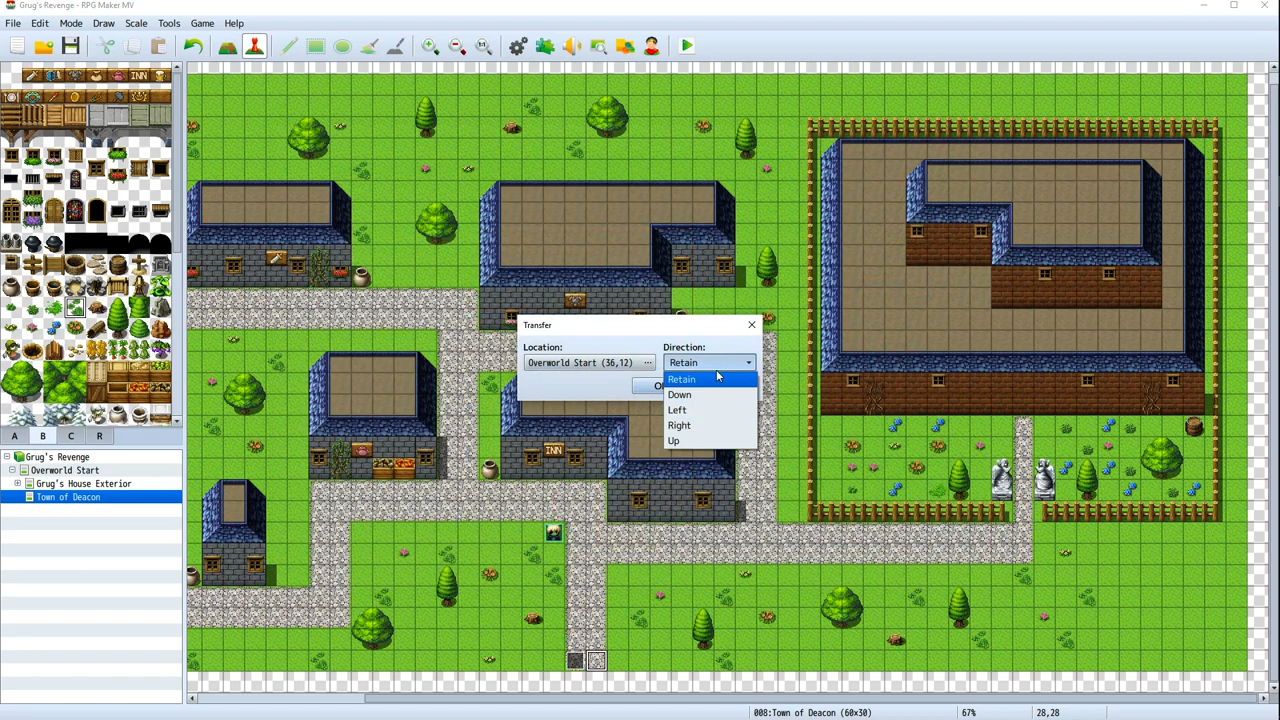 Grug's Revenge - RPG Maker MV
File Edit Mode Draw Scale Tools Game Help
1:1
INN
Transfer
Location: Direction:
Overworld Start (36,12) ... Retain
O
Retain
Down
Left
Right
Up
INN
A B C R
Grug's Revenge
Overworld Start
Grug's House Exterior
Town of Deacon
008:Town of Deacon (60x30) 67% 28,28